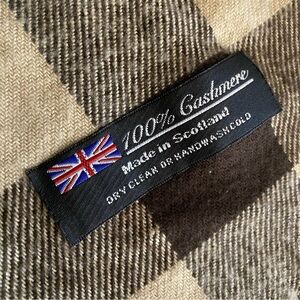 100% Cashmere
Made in Scotland
DRY CLEAN OR HANDWASH COLD